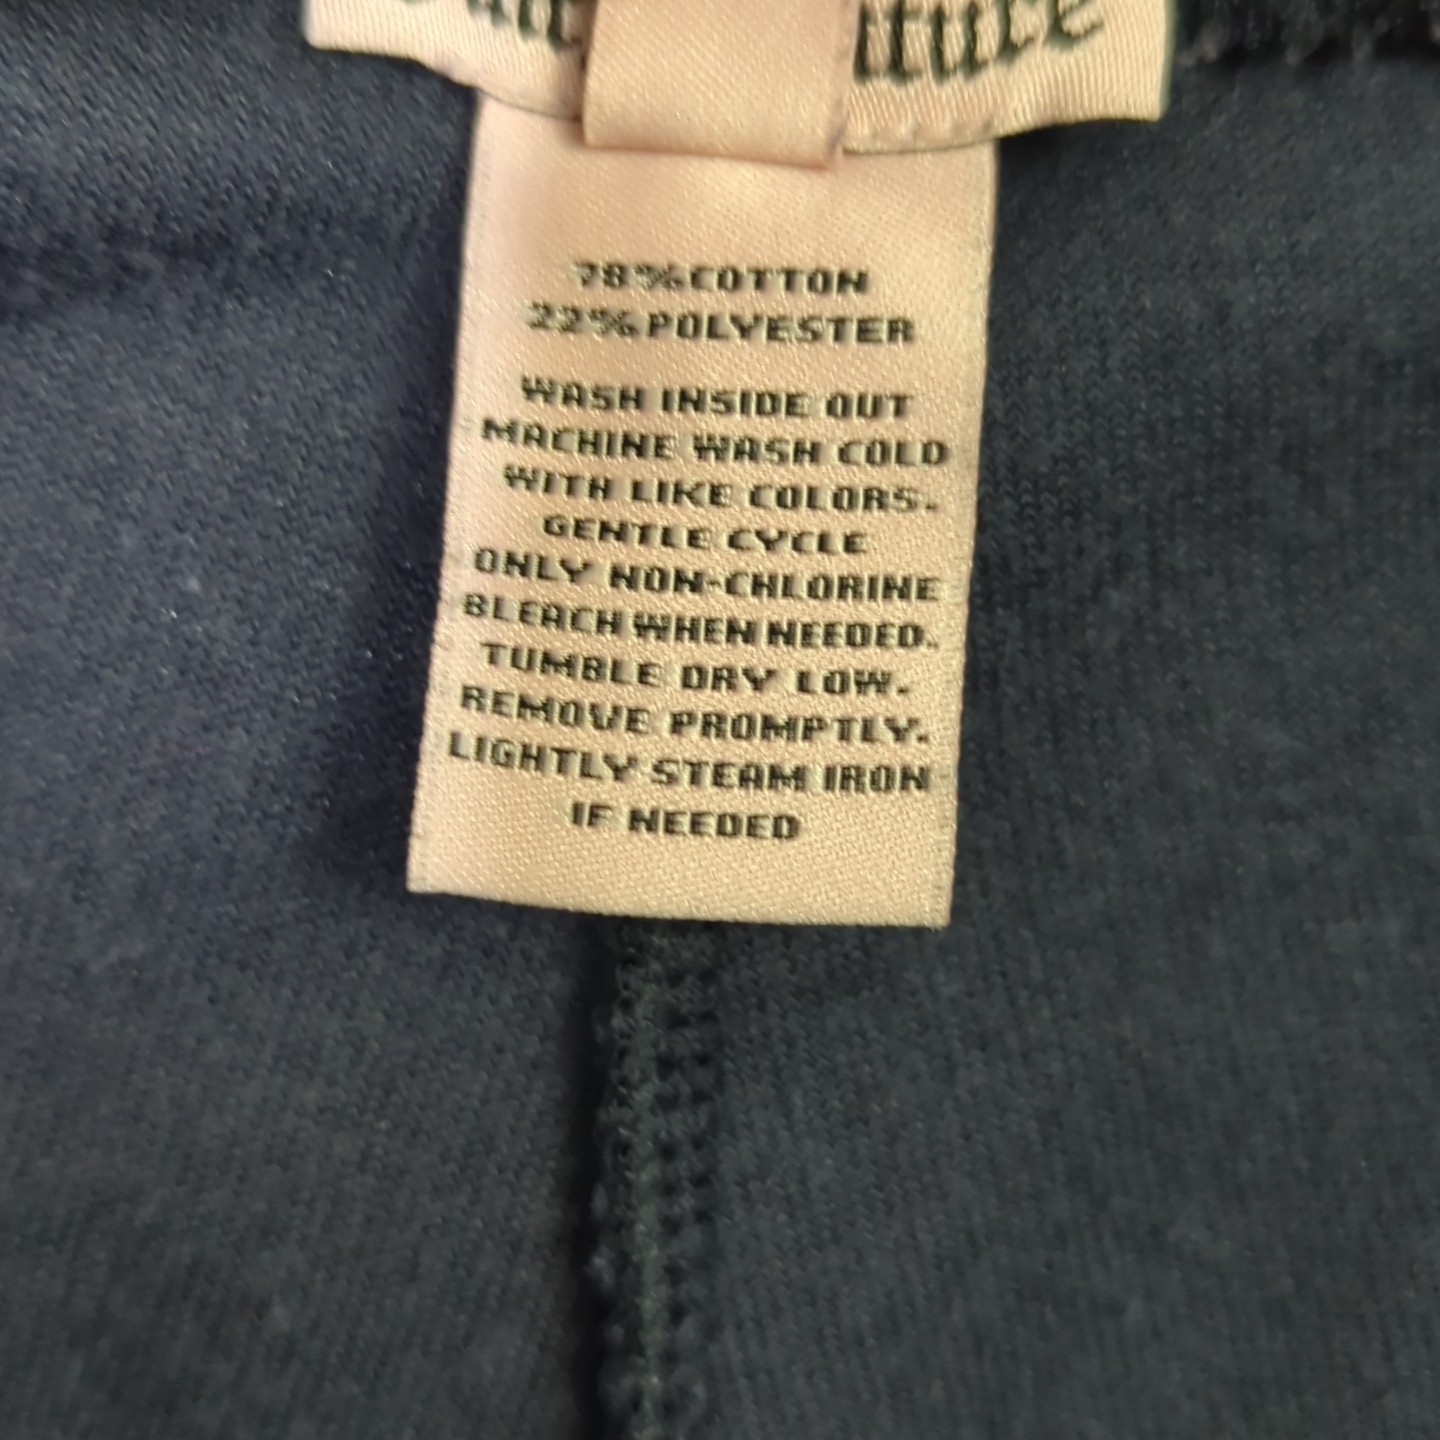 78% COTTON
22% POLYESTER
WASH INSIDE OUT
MACHINE WASH COLD
WITH LIKE COLORS.
GENTLE CYCLE
ONLY NON-CHLORINE
BLEACH WHEN NEEDED.
TUMBLE DRY LOW.
REMOVE PROMPTLY.
LIGHTLY STEAM IRON
IF NEEDED